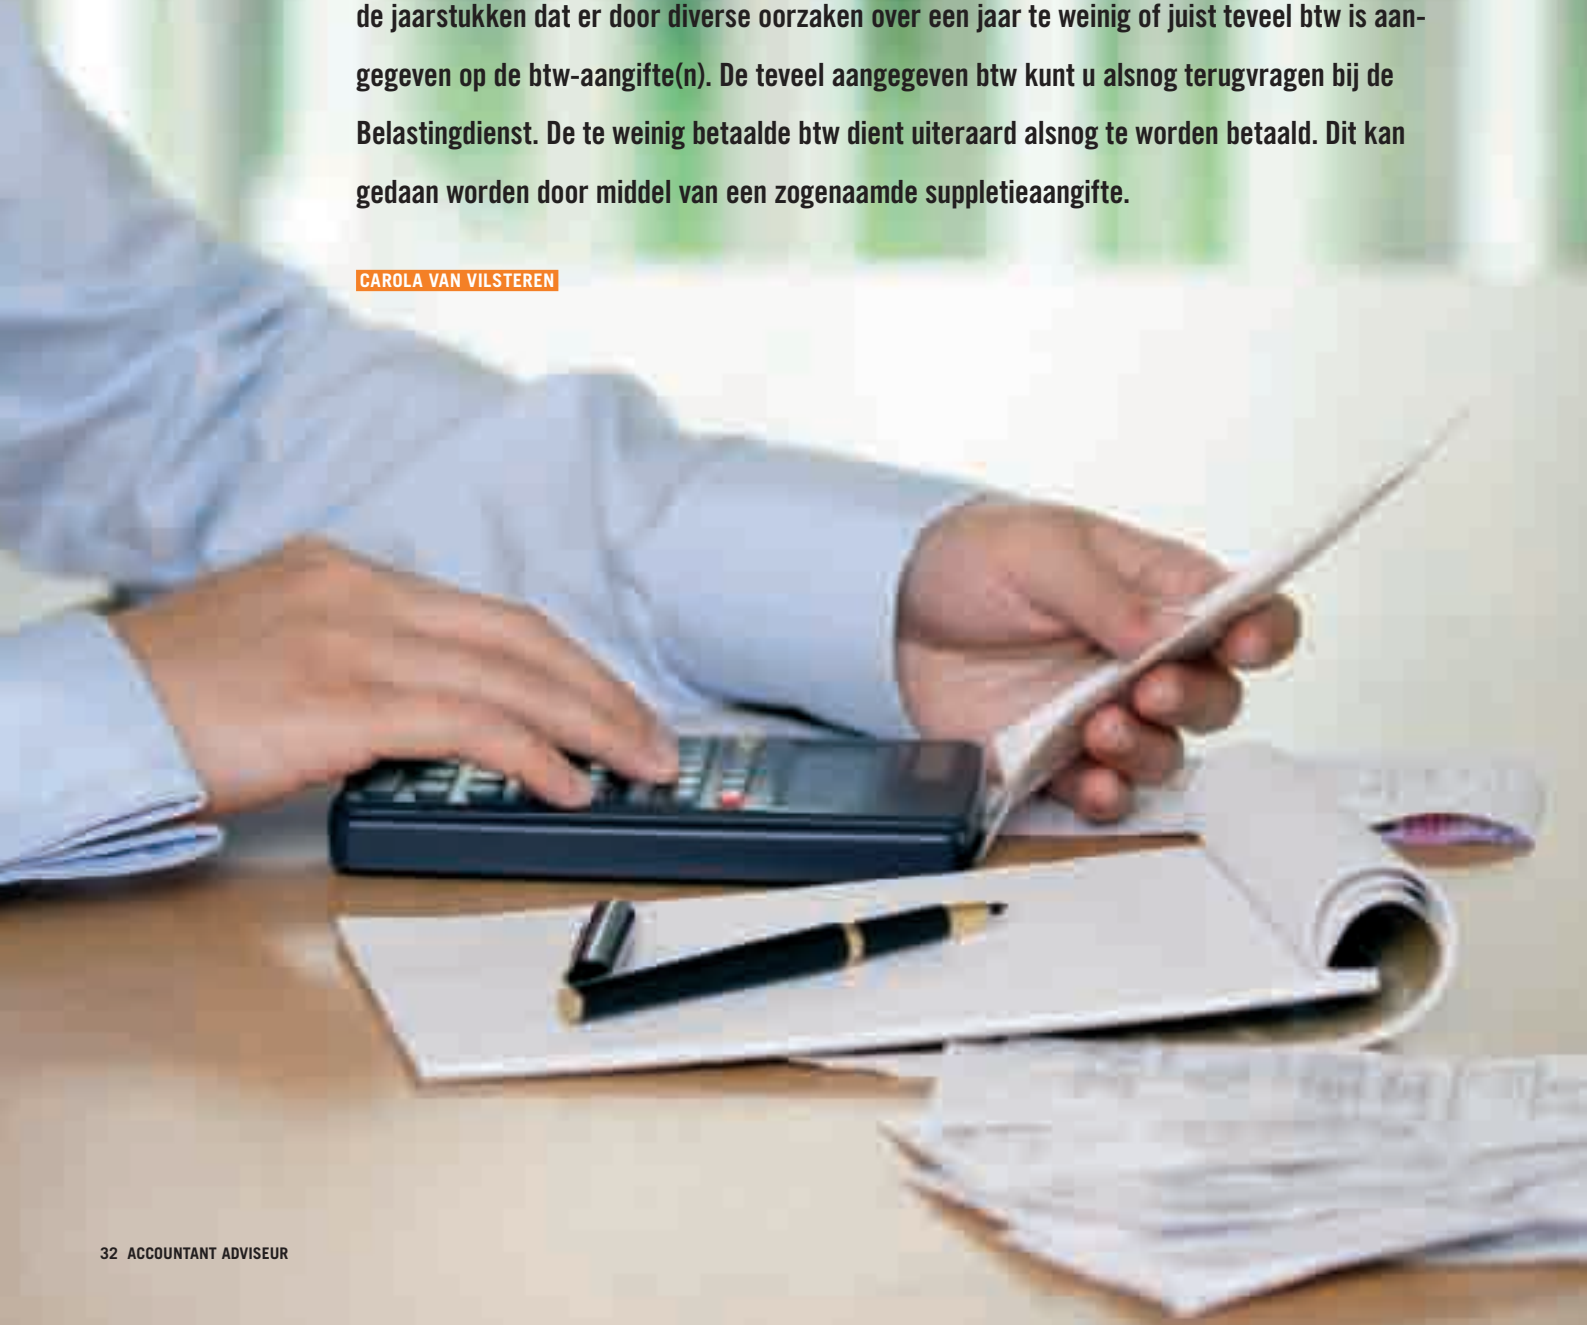 de jaarstukken dat er door diverse oorzaken over een jaar te weinig of juist teveel btw is aan-
gegeven op de btw-aangifte(n). De teveel aangegeven btw kunt u alsnog terugvragen bij de
Belastingdienst. De te weinig betaalde btw dient uiteraard alsnog te worden betaald. Dit kan
gedaan worden door middel van een zogenaamde suppletieaangifte.
CAROLA VAN VILSTEREN
32 ACCOUNTANT ADVISEUR